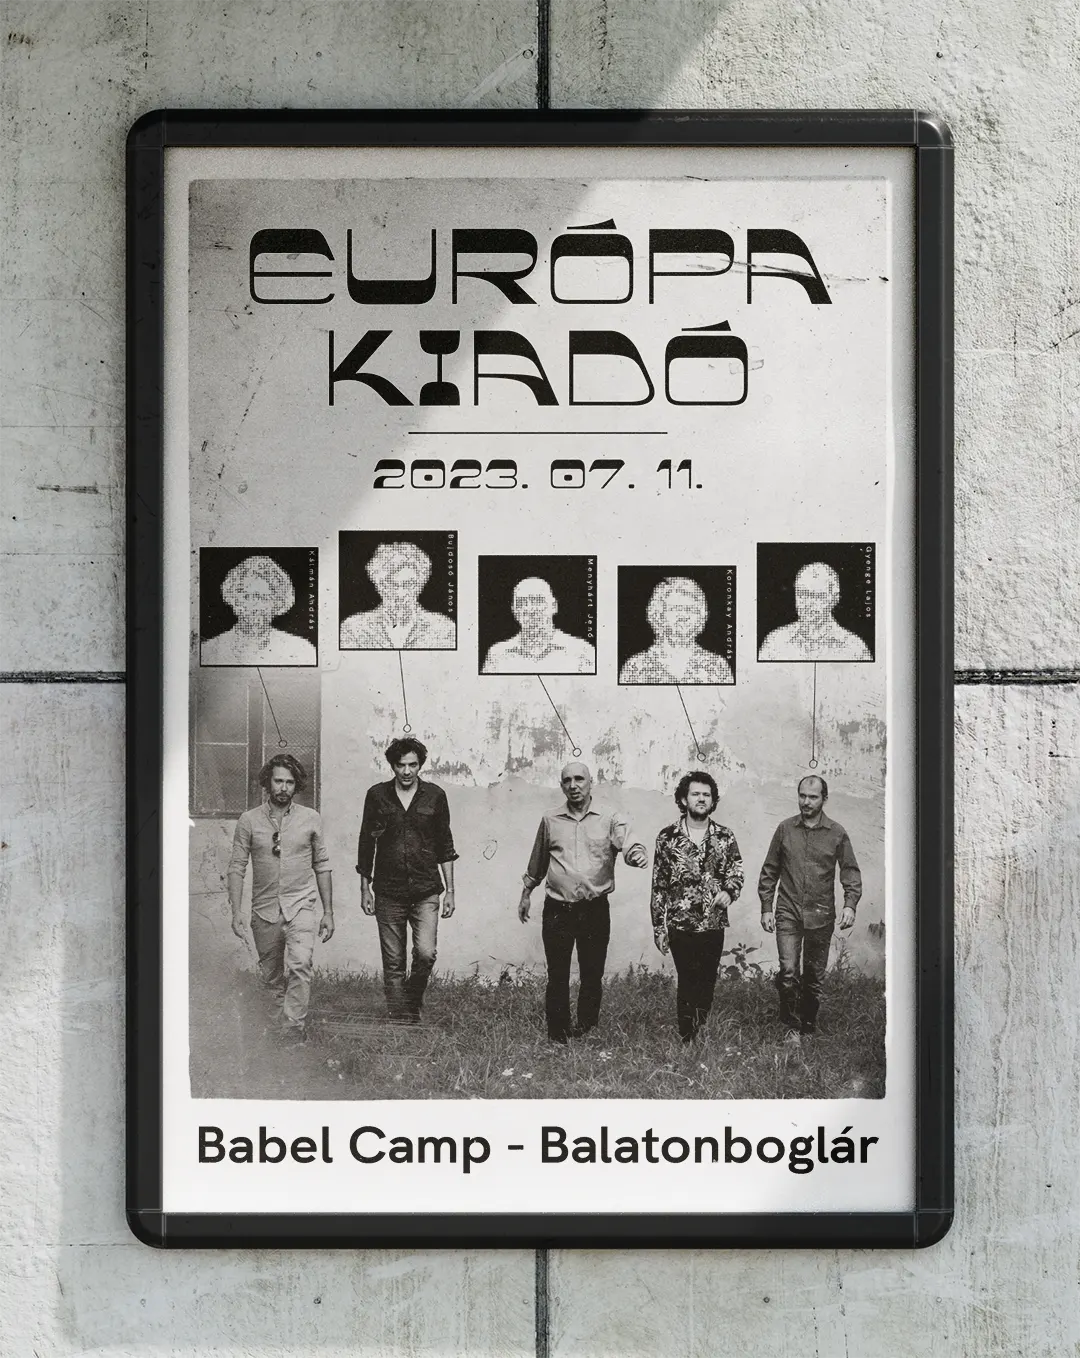 EURÓPA
KIADÓ
2023. 07. 11.
Kálmán András
Bujdosó János
Menyhárt Jenő
Koronkay András
Gyenge Lajos
Babel Camp - Balatonboglár